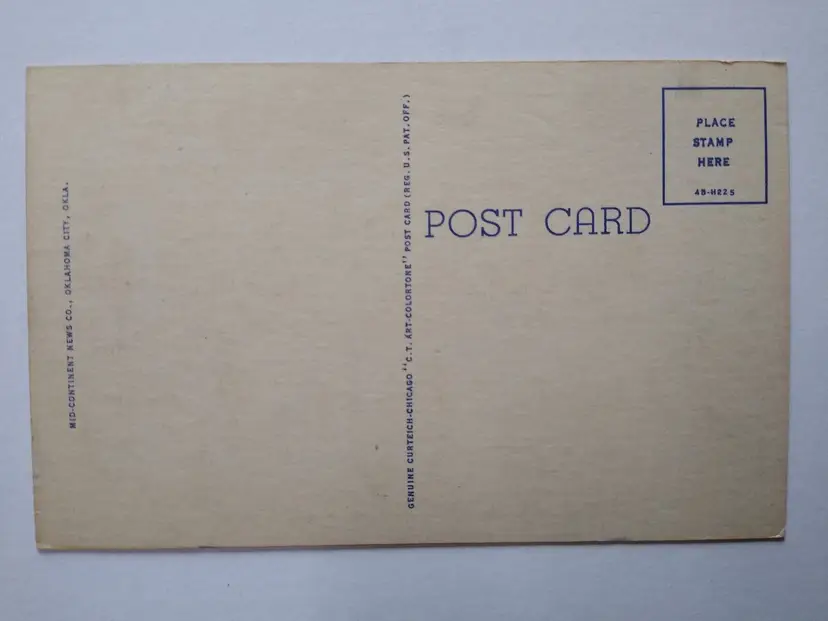 MID-CONTINENT NEWS CO., OKLAHOMA CITY, OKLA.
GENUINE CURTEICH-CHICAGO "C.T. ART-COLORTONE" POST CARD (REG. U.S. PAT. OFF.)
POST CARD
PLACE
STAMP
HERE
4B-H225